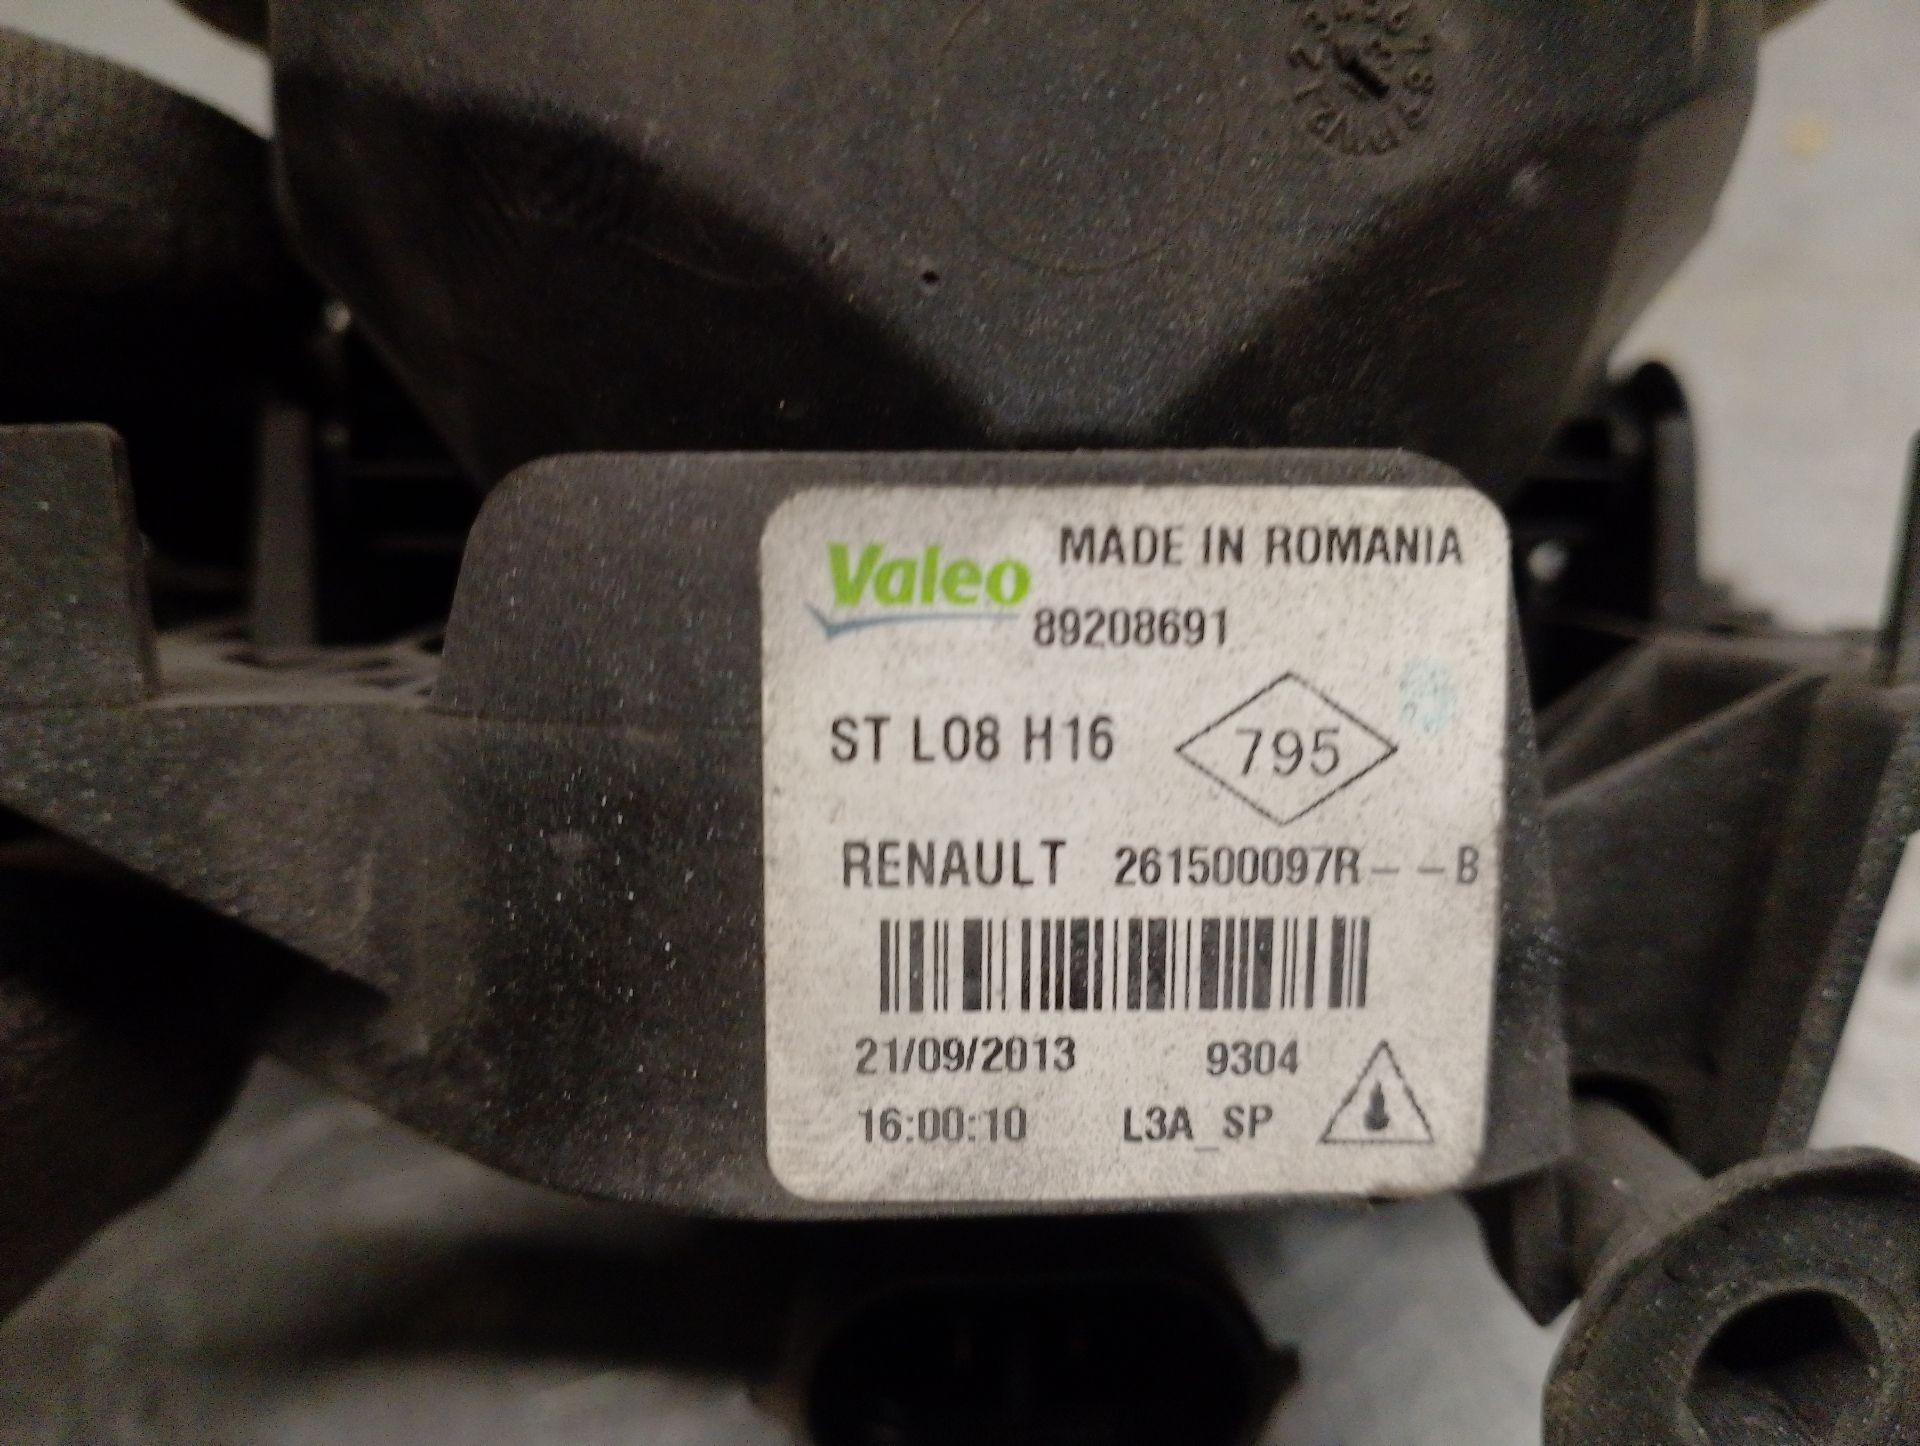 Valeo MADE IN ROMANIA
89208691
ST L08 H16 795
RENAULT 261500097R--B
21/09/2013 9304
16:00:10 L3A_SP